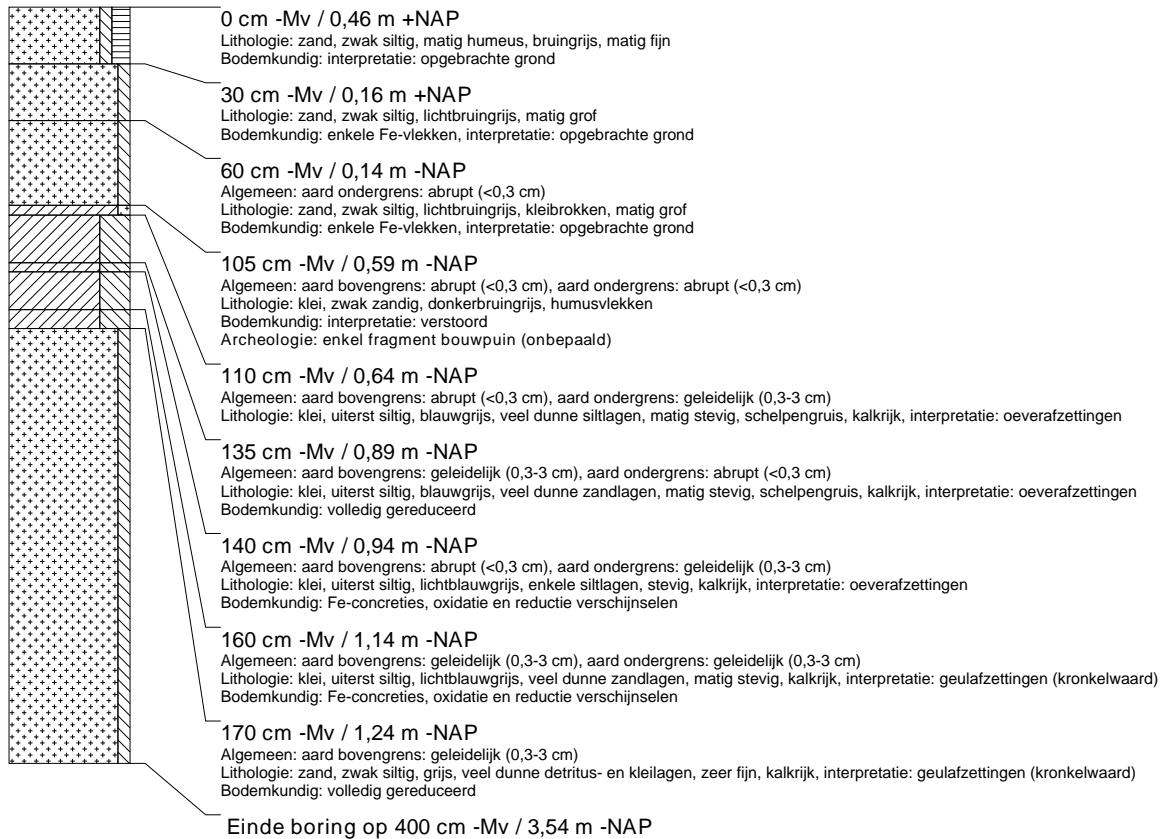 0 cm -Mv / 0,46 m +NAP
Lithologie: zand, zwak siltig, matig humeus, bruingrijs, matig fijn
Bodemkundig: interpretatie: opgebrachte grond
30 cm -Mv / 0,16 m +NAP
Lithologie: zand, zwak siltig, lichtbruingrijs, matig grof
Bodemkundig: enkele Fe-vlekken, interpretatie: opgebrachte grond
60 cm -Mv / 0,14 m -NAP
Algemeen: aard ondergrens: abrupt (<0,3 cm)
Lithologie: zand, zwak siltig, lichtbruingrijs, kleibrokken, matig grof
Bodemkundig: enkele Fe-vlekken, interpretatie: opgebrachte grond
105 cm -Mv / 0,59 m -NAP
Algemeen: aard bovengrens: abrupt (<0,3 cm), aard ondergrens: abrupt (<0,3 cm)
Lithologie: klei, zwak zandig, donkerbruingrijs, humusvlekken
Bodemkundig: interpretatie: verstoord
Archeologie: enkel fragment bouwpuin (onbepaald)
110 cm -Mv / 0,64 m -NAP
Algemeen: aard bovengrens: abrupt (<0,3 cm), aard ondergrens: geleidelijk (0,3-3 cm)
Lithologie: klei, uiterst siltig, blauwgrijs, veel dunne siltlagen, matig stevig, schelpengruis, kalkrijk, interpretatie: oeverafzettingen
135 cm -Mv / 0,89 m -NAP
Algemeen: aard bovengrens: geleidelijk (0,3-3 cm), aard ondergrens: abrupt (<0,3 cm)
Lithologie: klei, uiterst siltig, blauwgrijs, veel dunne zandlagen, matig stevig, schelpengruis, kalkrijk, interpretatie: oeverafzettingen
Bodemkundig: volledig gereduceerd
140 cm -Mv / 0,94 m -NAP
Algemeen: aard bovengrens: abrupt (<0,3 cm), aard ondergrens: geleidelijk (0,3-3 cm)
Lithologie: klei, uiterst siltig, lichtblauwgrijs, enkele siltlagen, stevig, kalkrijk, interpretatie: oeverafzettingen
Bodemkundig: Fe-concreties, oxidatie en reductie verschijnselen
160 cm -Mv / 1,14 m -NAP
Algemeen: aard bovengrens: geleidelijk (0,3-3 cm), aard ondergrens: geleidelijk (0,3-3 cm)
Lithologie: klei, uiterst siltig, lichtblauwgrijs, veel dunne zandlagen, matig stevig, kalkrijk, interpretatie: geulafzettingen (kronkelwaard)
Bodemkundig: Fe-concreties, oxidatie en reductie verschijnselen
170 cm -Mv / 1,24 m -NAP
Algemeen: aard bovengrens: geleidelijk (0,3-3 cm)
Lithologie: zand, zwak siltig, grijs, veel dunne detritus- en kleilagen, zeer fijn, kalkrijk, interpretatie: geulafzettingen (kronkelwaard)
Bodemkundig: volledig gereduceerd
Einde boring op 400 cm -Mv / 3,54 m -NAP